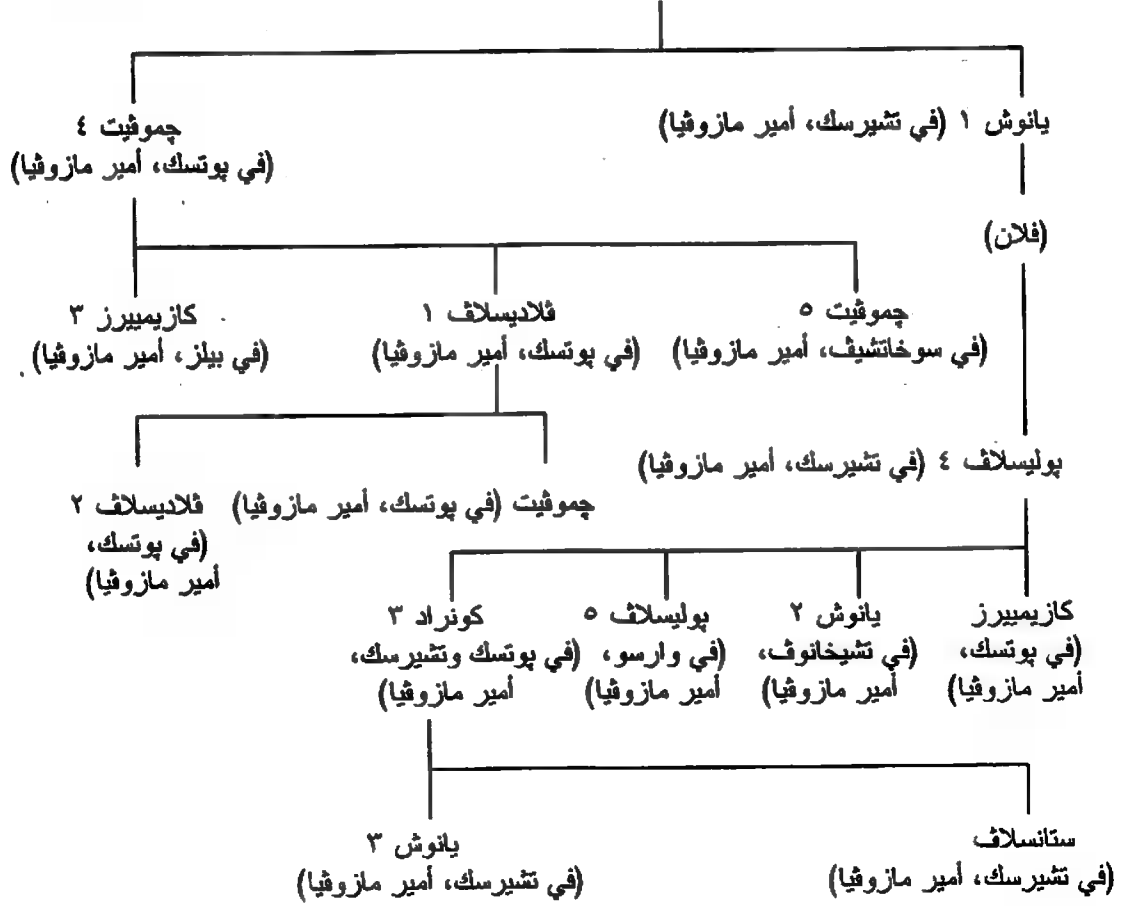 يانوش ١ (في تشيرسك، أمير مازوڤيا)
چموڤيت ٤
(في پوتسك، أمير مازوڤيا)
(فلان)
چموڤيت ٥
(في سوخاتشيڤ، أمير مازوڤيا)
ڤلاديسلاڤ ١
(في پوتسك، أمير مازوڤيا)
كازيمييرز ٣
(في بيلز، أمير مازوڤيا)
پوليسلاڤ ٤ (في تشيرسك، أمير مازوڤيا)
چموڤيت (في پوتسك، أمير مازوڤيا)
ڤلاديسلاڤ ٢
(في پوتسك،
أمير مازوڤيا)
كازيمييرز
(في پوتسك،
أمير مازوڤيا)
يانوش ٢
(في تشيخانوڤ،
أمير مازوڤيا)
پوليسلاڤ ٥
(في وارسو،
أمير مازوڤيا)
كونراد ٣
(في پوتسك وتشيرسك،
أمير مازوڤيا)
ستانسلاڤ
(في تشيرسك، أمير مازوڤيا)
يانوش ٣
(في تشيرسك، أمير مازوڤيا)